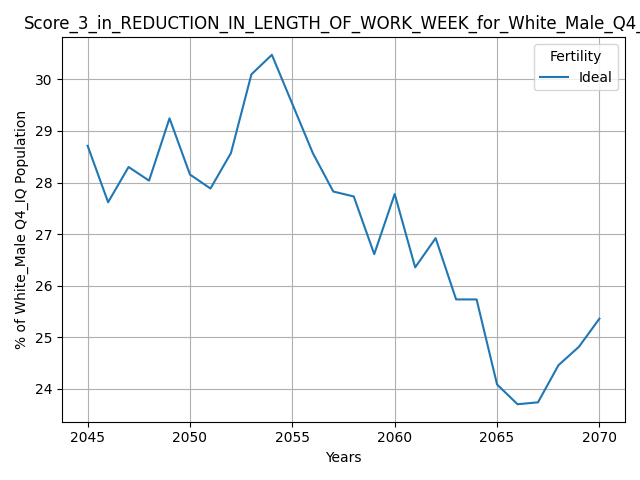 Score_3_in_REDUCTION_IN_LENGTH_OF_WORK_WEEK_for_White_Male_Q4_
Fertility
Ideal
% of White_Male Q4_IQ Population
30
29
28
27
26
25
24
2045 2050 2055 2060 2065 2070
Years